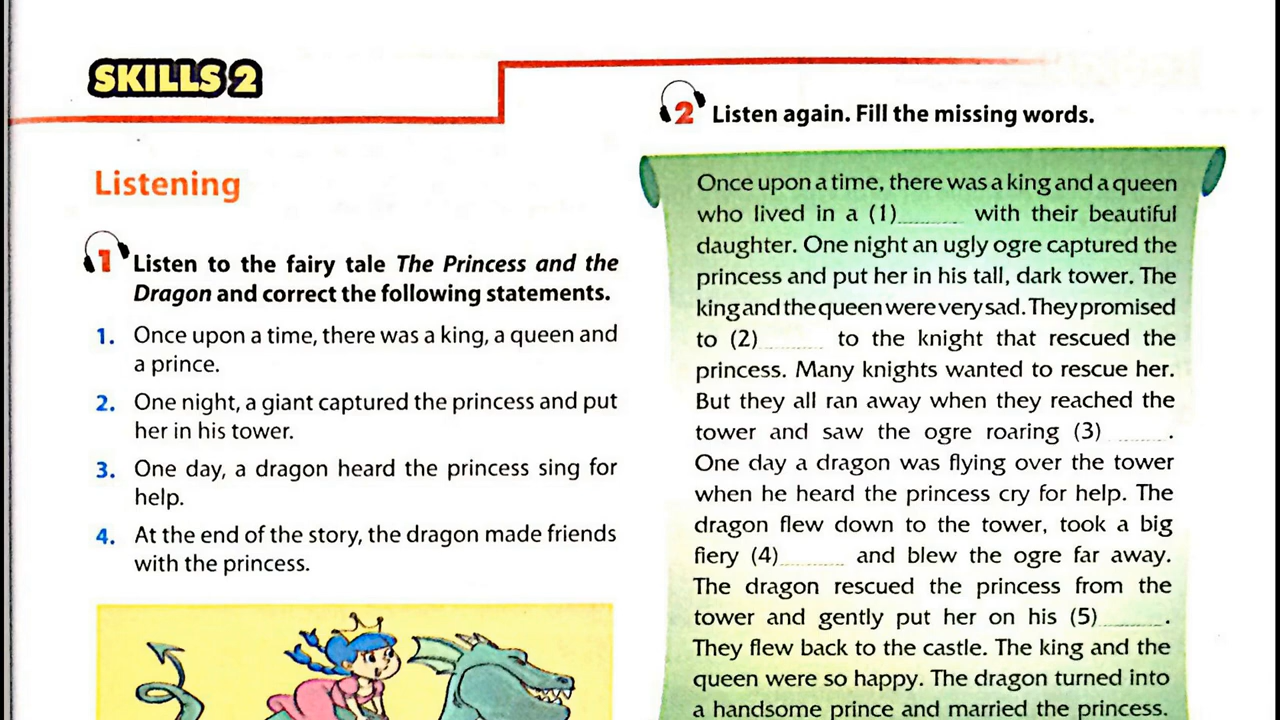 SKILLS 2
Listening
1 Listen to the fairy tale The Princess and the
Dragon and correct the following statements.
1. Once upon a time, there was a king, a queen and
a prince.
2. One night, a giant captured the princess and put
her in his tower.
3. One day, a dragon heard the princess sing for
help.
4. At the end of the story, the dragon made friends
with the princess.
2 Listen again. Fill the missing words.
Once upon a time, there was a king and a queen
who lived in a (1)______ with their beautiful
daughter. One night an ugly ogre captured the
princess and put her in his tall, dark tower. The
king and the queen were very sad. They promised
to (2)______ to the knight that rescued the
princess. Many knights wanted to rescue her.
But they all ran away when they reached the
tower and saw the ogre roaring (3) ______.
One day a dragon was flying over the tower
when he heard the princess cry for help. The
dragon flew down to the tower, took a big
fiery (4)______ and blew the ogre far away.
The dragon rescued the princess from the
tower and gently put her on his (5)______.
They flew back to the castle. The king and the
queen were so happy. The dragon turned into
a handsome prince and married the princess.